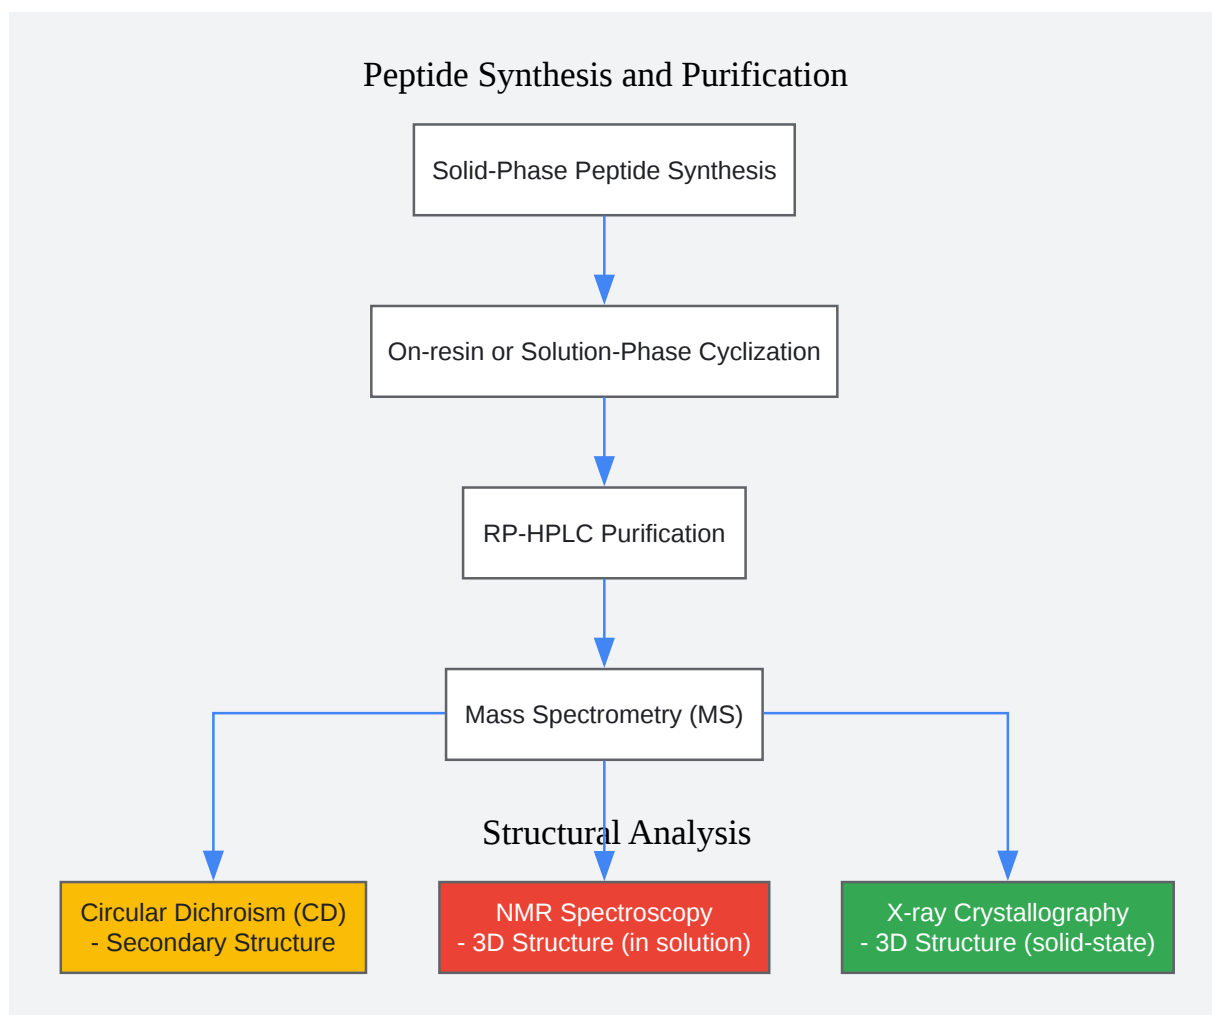 Peptide Synthesis and Purification
Solid-Phase Peptide Synthesis
On-resin or Solution-Phase Cyclization
RP-HPLC Purification
Mass Spectrometry (MS)
Structural Analysis
Circular Dichroism (CD)
- Secondary Structure
NMR Spectroscopy
- 3D Structure (in solution)
X-ray Crystallography
- 3D Structure (solid-state)